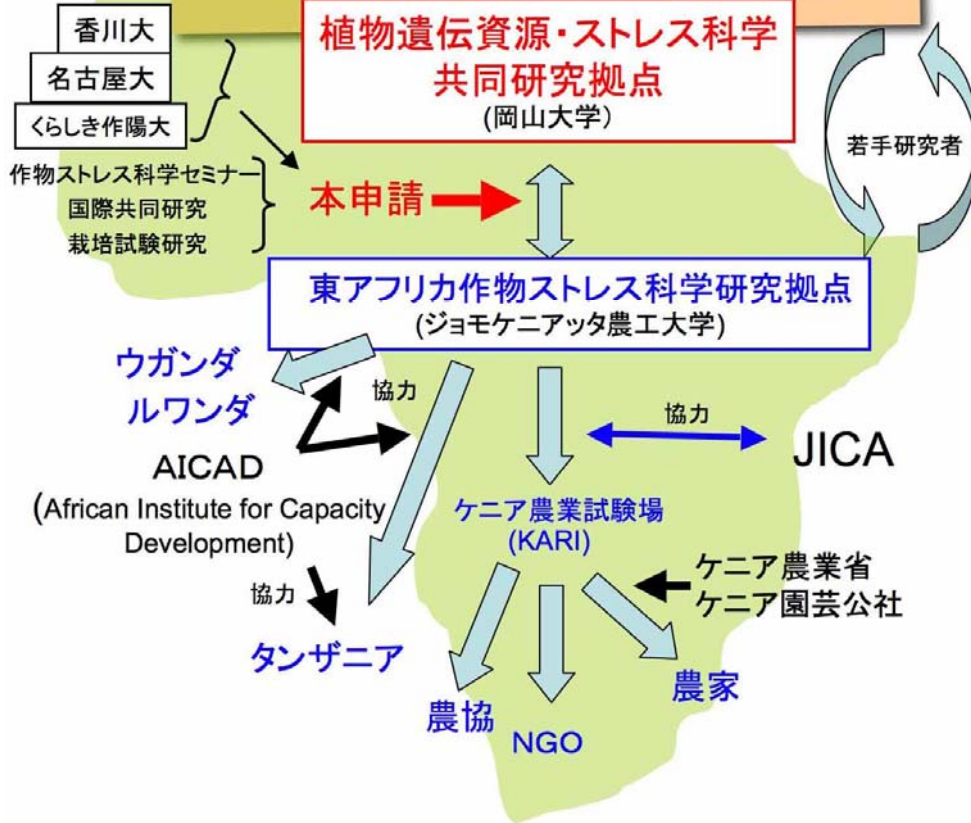 香川大
名古屋大
くらしき作陽大
植物遺伝資源・ストレス科学
共同研究拠点
(岡山大学)
若手研究者
作物ストレス科学セミナー
国際共同研究
栽培試験研究
本申請
東アフリカ作物ストレス科学研究拠点
(ジョモケニアッタ農工大学)
ウガンダ
ルワンダ
協力
協力
JICA
AICAD
(African Institute for Capacity
Development)
ケニア農業試験場
(KARI)
ケニア農業省
ケニア園芸公社
協力
タンザニア
農協
NGO
農家